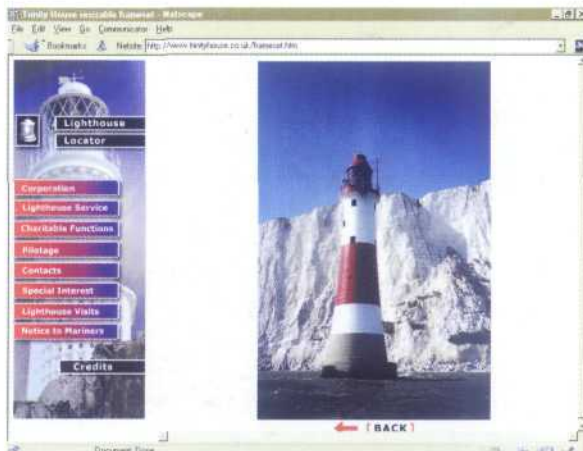 Trinity House resizable frameset - Netscape
File Edit View Go Communicator Help
Bookmarks Netsite: http://www.trinityhouse.co.uk/frameset.htm
Lighthouse
Locator
Corporation
Lighthouse Service
Charitable Functions
Pilotage
Contacts
Special Interest
Lighthouse Visits
Notice to Mariners
Credits
[BACK]
Document: Done